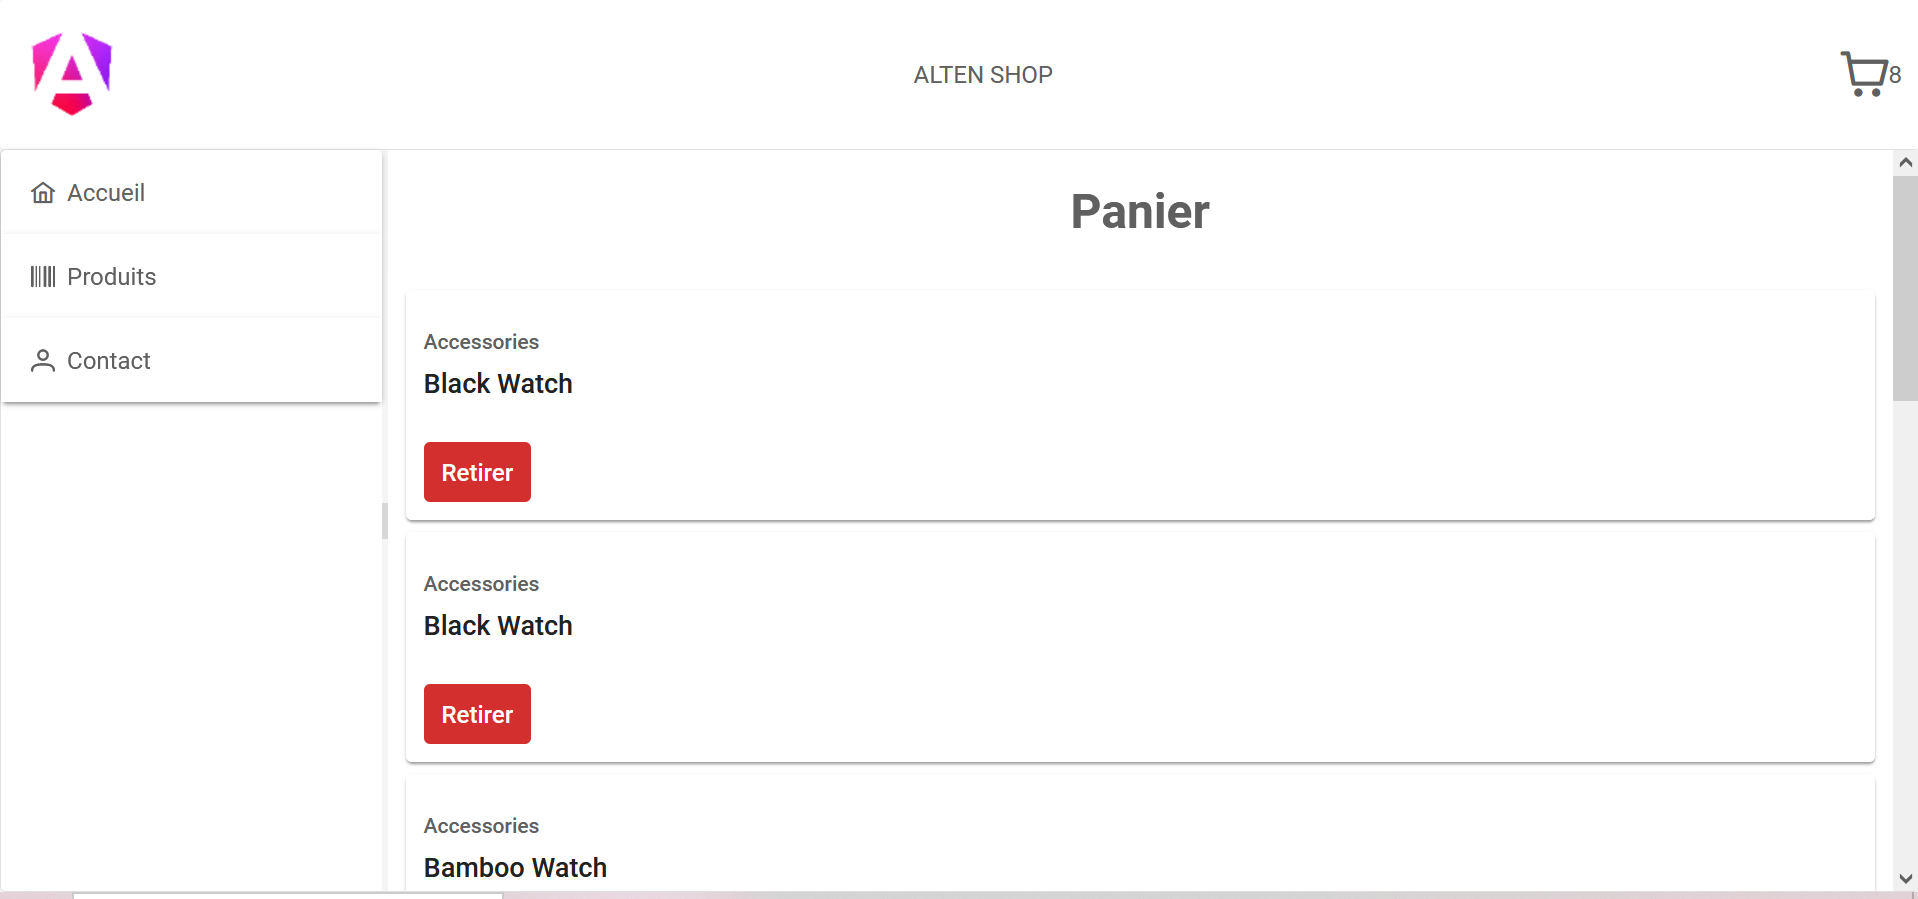 ALTEN SHOP
8
Accueil
Produits
Contact
Panier
Accessories
Black Watch
Retirer
Accessories
Black Watch
Retirer
Accessories
Bamboo Watch